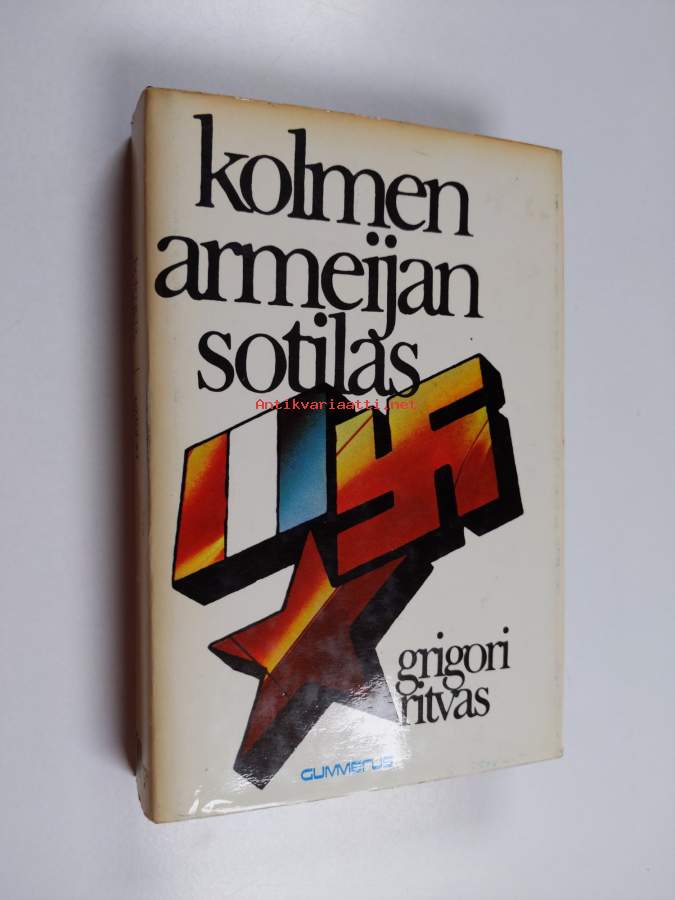 kolmen
armeijan
sotilas
Antikvariaatti.net
grigori
ritvas
GUMMERUS